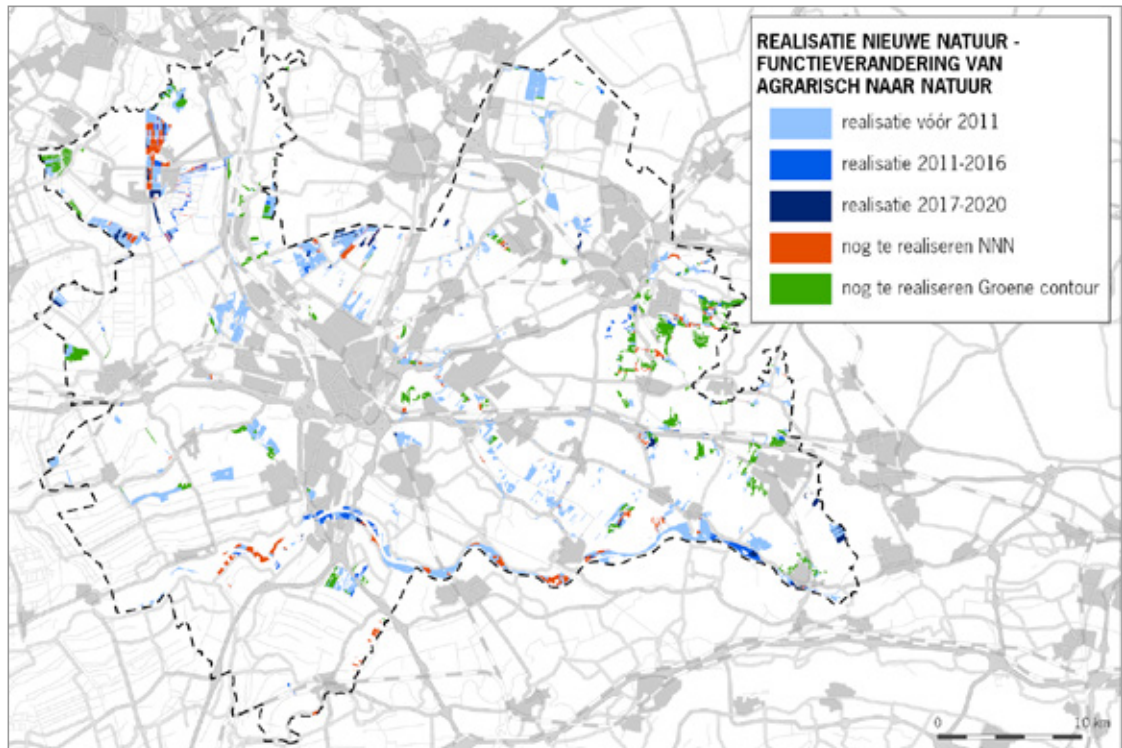 REALISATIE NIEUWE NATUUR -
FUNCTIEVERANDERING VAN
AGRARISCH NAAR NATUUR
realisatie vóór 2011
realisatie 2011-2016
realisatie 2017-2020
nog te realiseren NNN
nog te realiseren Groene contour
0 10 km